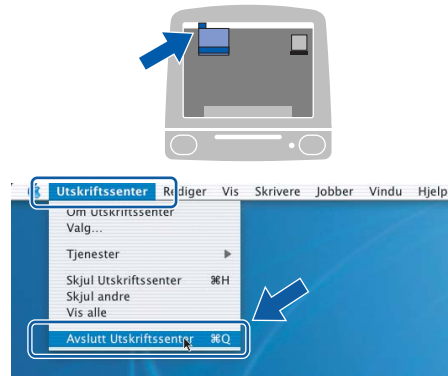 Utskriftssenter Rediger Vis Skrivere Jobber Vindu Hjelp
Om Utskriftssenter
Valg...
Tjenester
Skjul Utskriftssenter ⌘H
Skjul andre
Vis alle
Avslutt Utskriftssenter ⌘Q